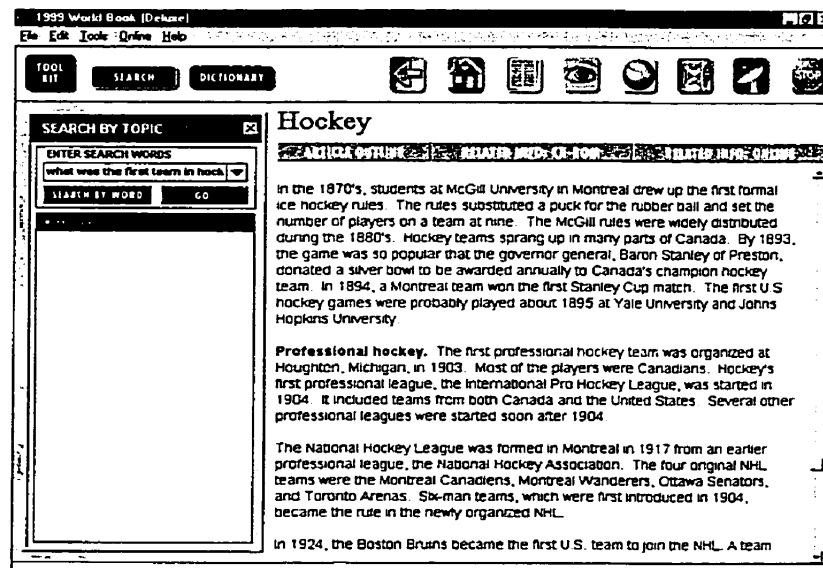 1999 World Book (Deluxe)
File Edit Tools Online Help
TOOL KIT
SEARCH
DICTIONARY
STOP
SEARCH BY TOPIC
ENTER SEARCH WORDS
what was the first team in hock
SEARCH BY WORD GO
Hockey
ARTICLE OUTLINE RELATED INFO: CD-ROM RELATED INFO: ONLINE
In the 1870's, students at McGill University in Montreal drew up the first formal
ice hockey rules. The rules substituted a puck for the rubber ball and set the
number of players on a team at nine. The McGill rules were widely distributed
during the 1880's. Hockey teams sprang up in many parts of Canada. By 1893,
the game was so popular that the governor general, Baron Stanley of Preston,
donated a silver bowl to be awarded annually to Canada's champion hockey
team. In 1894, a Montreal team won the first Stanley Cup match. The first U.S
hockey games were probably played about 1895 at Yale University and Johns
Hopkins University.
Professional hockey. The first professional hockey team was organized at
Houghton, Michigan, in 1903. Most of the players were Canadians. Hockey's
first professional league, the International Pro Hockey League, was started in
1904. It included teams from both Canada and the United States. Several other
professional leagues were started soon after 1904.
The National Hockey League was formed in Montreal in 1917 from an earlier
professional league, the National Hockey Association. The four original NHL
teams were the Montreal Canadiens, Montreal Wanderers, Ottawa Senators,
and Toronto Arenas. Six-man teams, which were first introduced in 1904,
became the rule in the newly organized NHL.
In 1924, the Boston Bruins became the first U.S. team to join the NHL. A team